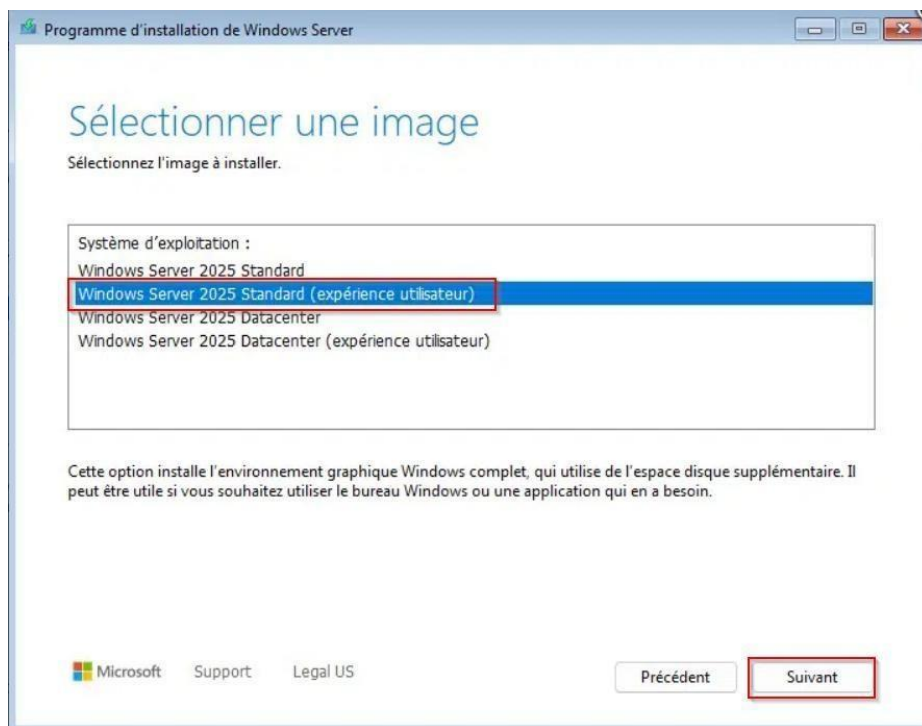 Programme d'installation de Windows Server
Sélectionner une image
Sélectionnez l'image à installer.
Système d'exploitation :
Windows Server 2025 Standard
Windows Server 2025 Standard (expérience utilisateur)
Windows Server 2025 Datacenter
Windows Server 2025 Datacenter (expérience utilisateur)
Cette option installe l'environnement graphique Windows complet, qui utilise de l'espace disque supplémentaire. Il
peut être utile si vous souhaitez utiliser le bureau Windows ou une application qui en a besoin.
Microsoft Support Legal US Précédent Suivant